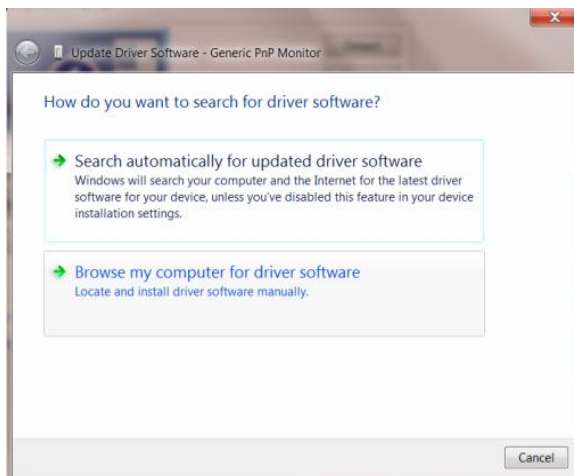 Update Driver Software - Generic PnP Monitor
How do you want to search for driver software?
Search automatically for updated driver software
Windows will search your computer and the Internet for the latest driver
software for your device, unless you've disabled this feature in your device
installation settings.
Browse my computer for driver software
Locate and install driver software manually.
Cancel